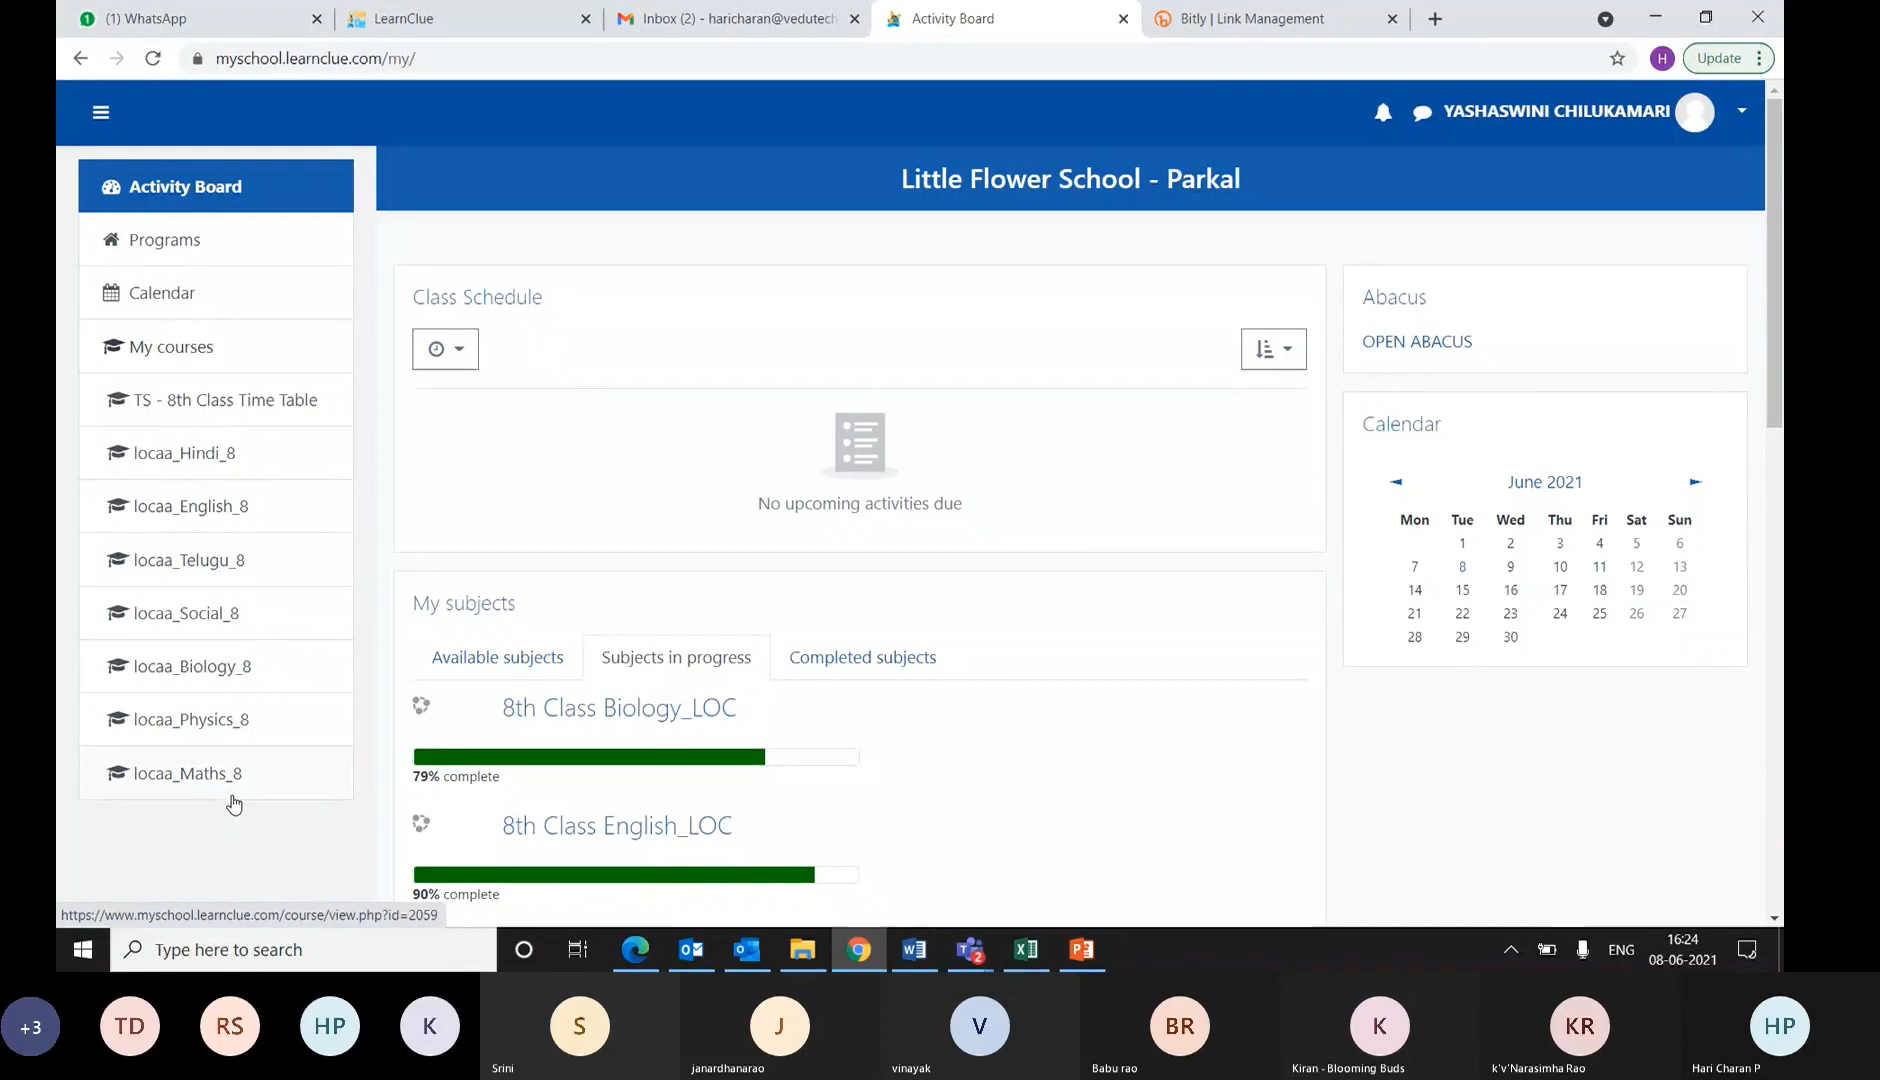 (1) WhatsApp
LearnClue
Inbox (2) - haricharan@vedutech
Activity Board
Bitly | Link Management
myschool.learnclue.com/my/
H
Update
YASHASWINI CHILUKAMARI
Little Flower School - Parkal
Activity Board
Programs
Calendar
My courses
TS - 8th Class Time Table
locaa_Hindi_8
locaa_English_8
locaa_Telugu_8
locaa_Social_8
locaa_Biology_8
locaa_Physics_8
locaa_Maths_8
Class Schedule
No upcoming activities due
My subjects
Available subjects Subjects in progress Completed subjects
8th Class Biology_LOC
79% complete
8th Class English_LOC
90% complete
Abacus
OPEN ABACUS
Calendar
◄ June 2021 ►
Mon Tue Wed Thu Fri Sat Sun
1 2 3 4 5 6
7 8 9 10 11 12 13
14 15 16 17 18 19 20
21 22 23 24 25 26 27
28 29 30
https://www.myschool.learnclue.com/course/view.php?id=2059
Type here to search
2
ENG
16:24
08-06-2021
+3 TD RS HP K S J V BR K KR HP
Srini janardhanarao vinayak Babu rao Kiran - Blooming Buds k'v'Narasimha Rao Hari Charan P